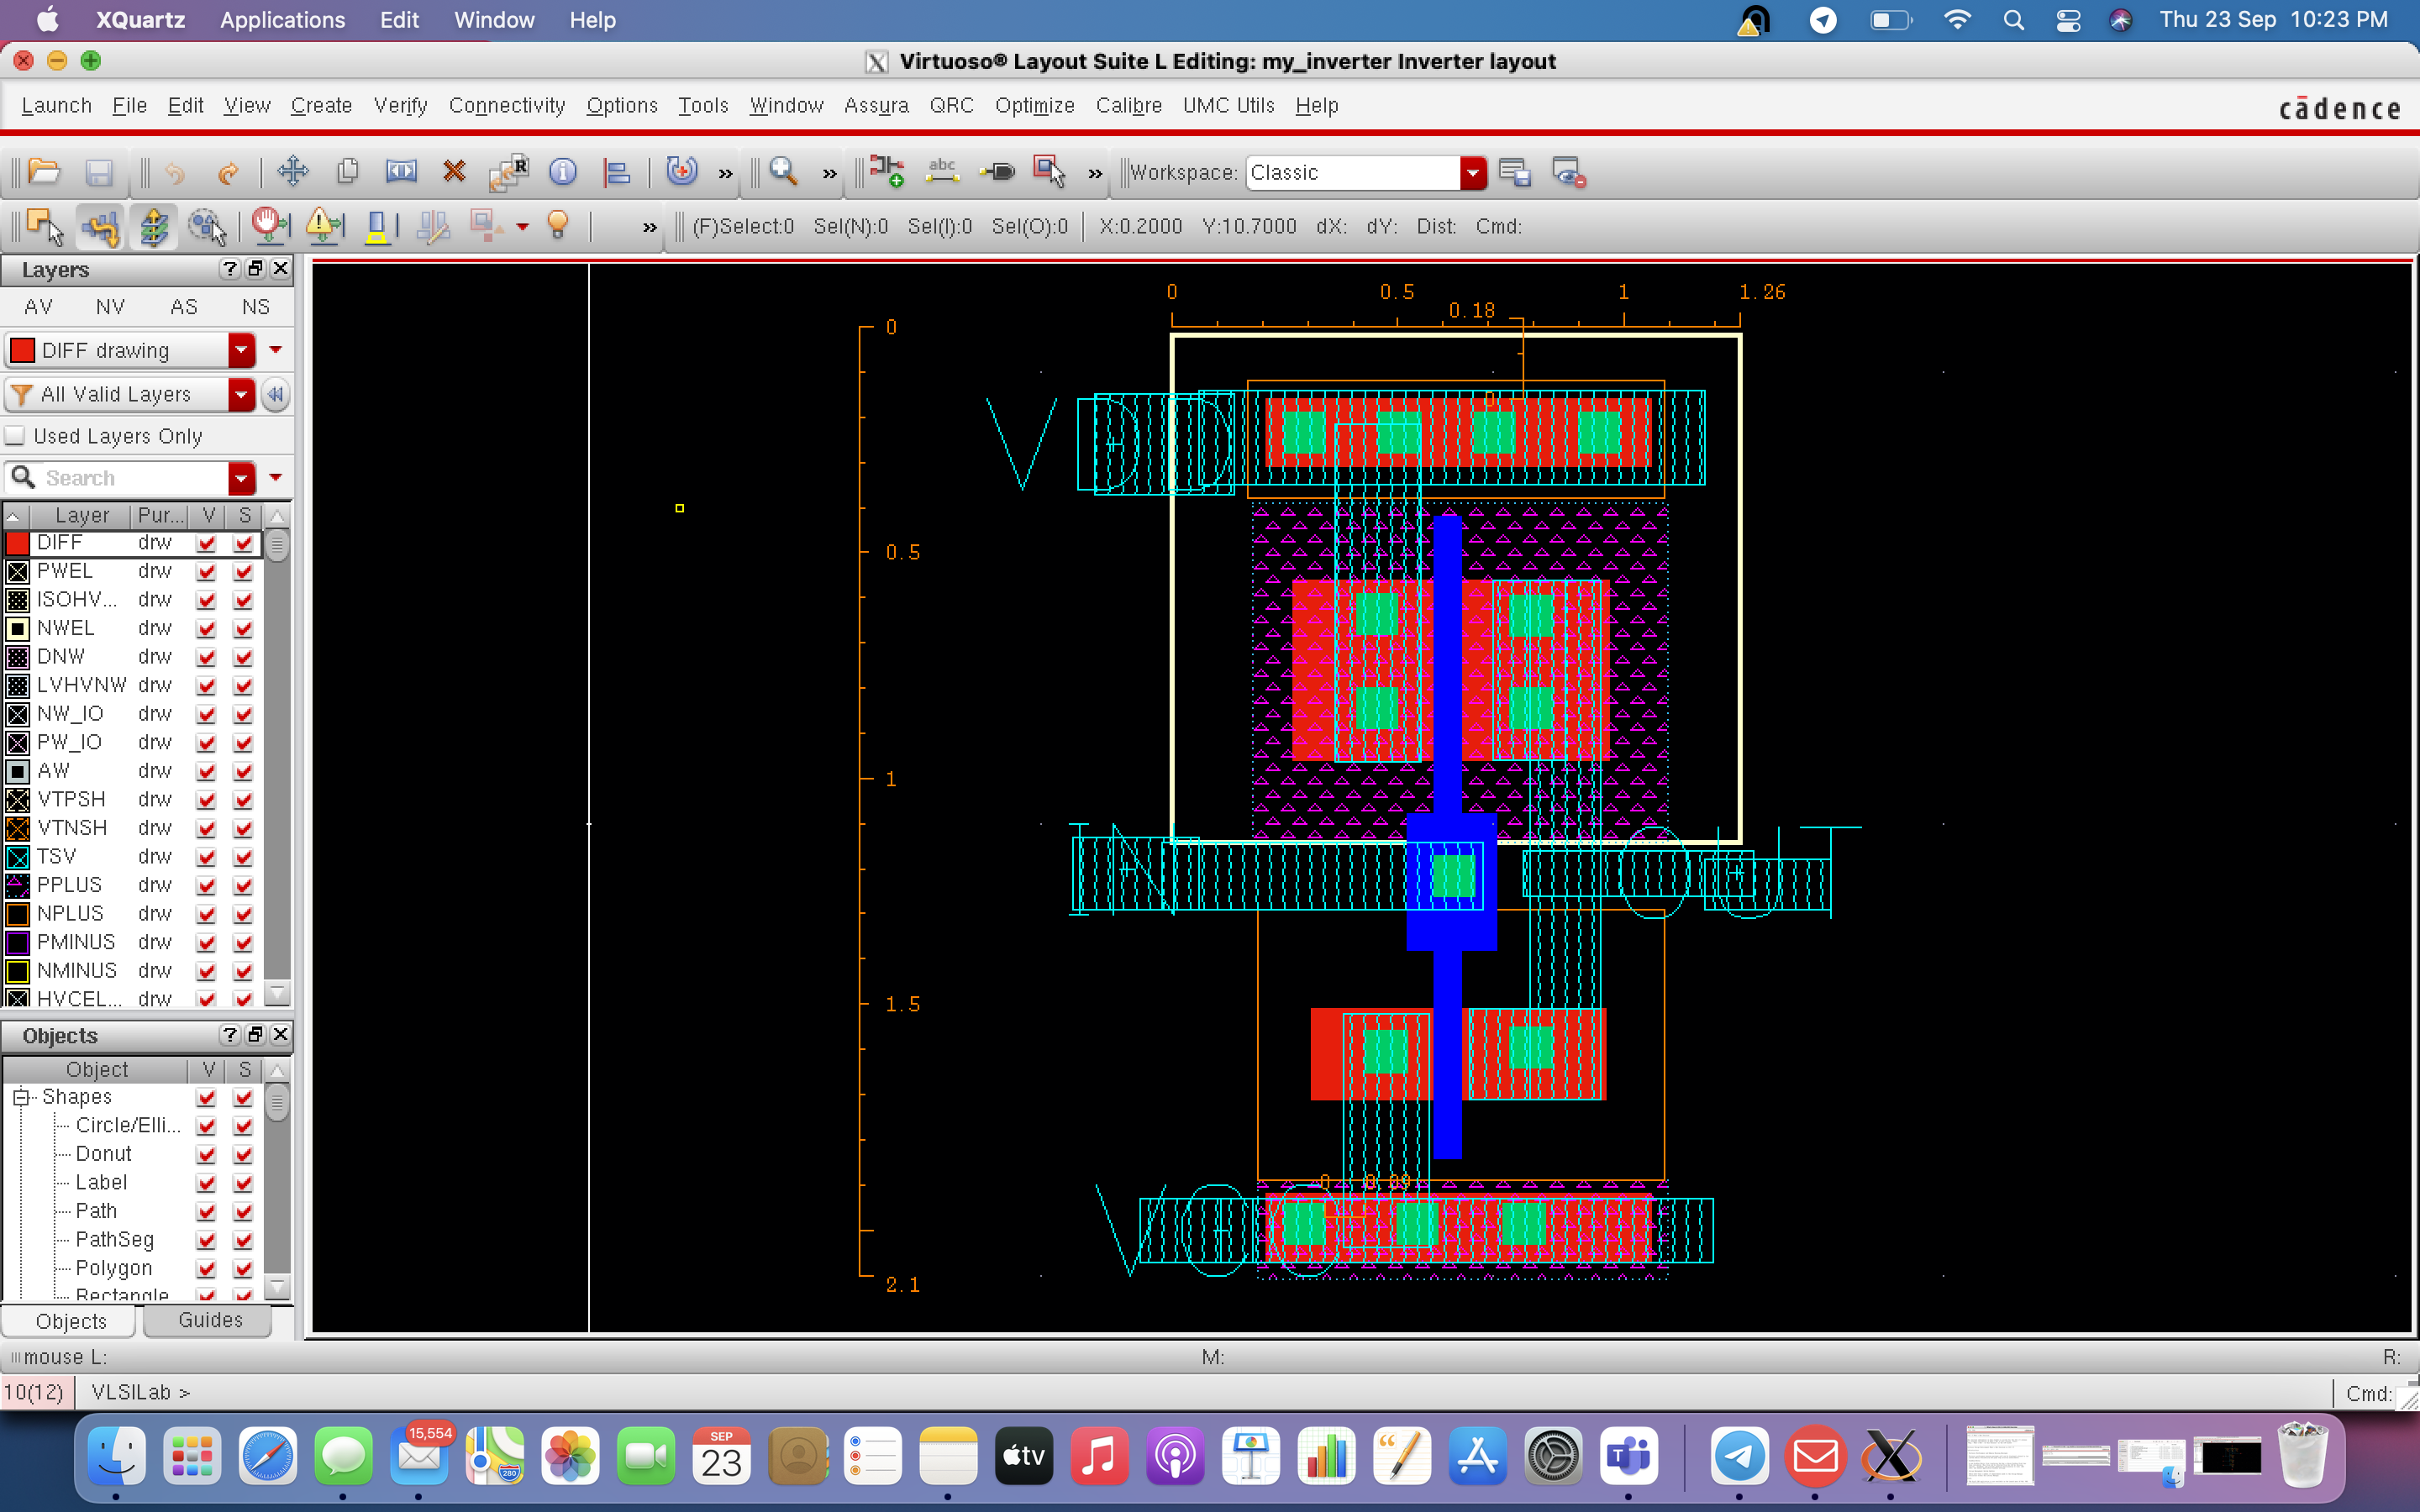 XQuartz Applications Edit Window Help Thu 23 Sep 10:23 PM
Virtuoso® Layout Suite L Editing: my_inverter Inverter layout
Launch File Edit View Create Verify Connectivity Options Tools Window Assura QRC Optimize Calibre UMC Utils Help cādence
R abc » » » Workspace: Classic
» (F)Select:0 Sel(N):0 Sel(I):0 Sel(O):0 X:0.2000 Y:10.7000 dX: dY: Dist: Cmd:
Layers
AV NV AS NS
DIFF drawing
All Valid Layers
Used Layers Only
Search
Layer Pur... V S
DIFF drw
PWEL drw
ISOHV... drw
NWEL drw
DNW drw
LVHVNW drw
NW_IO drw
PW_IO drw
AW drw
VTPSH drw
VTNSH drw
TSV drw
PPLUS drw
NPLUS drw
PMINUS drw
NMINUS drw
HVCEL... drw
Objects
Object V S
Shapes
Circle/Elli...
Donut
Label
Path
PathSeg
Polygon
Rectangle
Objects Guides
0 0.5 1 1.26
0.18
0
0
0.5
1
1.5
2.1
VDD
IN
OUT
0 0.09
mouse L: M: R:
10(12) VLSILab > Cmd:
15,554
280
SEP
23
tv